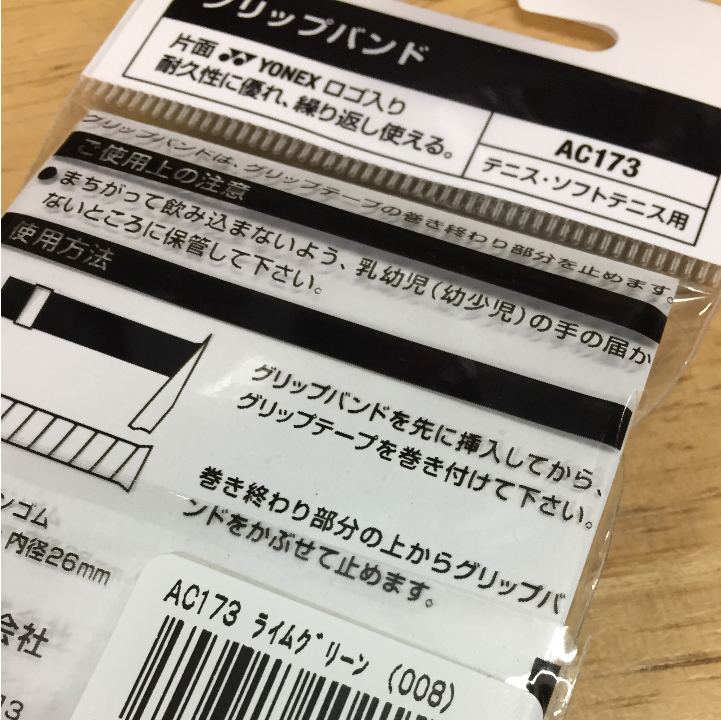 グリップバンド
片面 YONEX ロゴ入り
耐久性に優れ、繰り返し使える。
AC173
テニス・ソフトテニス用
グリップバンドは、グリップテープの巻き終わり部分を止めます。
ご使用上の注意
●まちがって飲み込まないよう、乳幼児(幼少児)の手の届か
ないところに保管して下さい。
使用方法
グリップバンドを先に挿入してから、
グリップテープを巻き付けて下さい。
巻き終わり部分の上からグリップバ
ンドをかぶせて止めます。
ンゴム
内径26mm
会社
13
AC173 ライムグリーン (008)